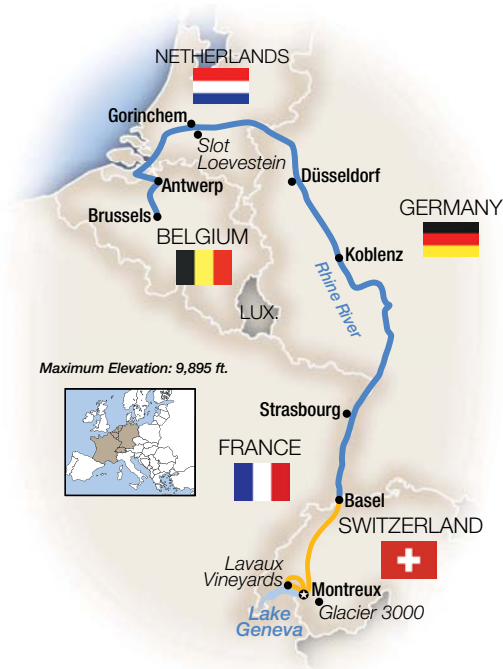 NETHERLANDS
Gorinchem
Slot
Loevestein
Antwerp
Düsseldorf
Brussels
BELGIUM
GERMANY
Koblenz
Rhine River
LUX.
Maximum Elevation: 9,895 ft.
Strasbourg
FRANCE
Basel
SWITZERLAND
Lavaux
Vineyards
Montreux
Glacier 3000
Lake
Geneva